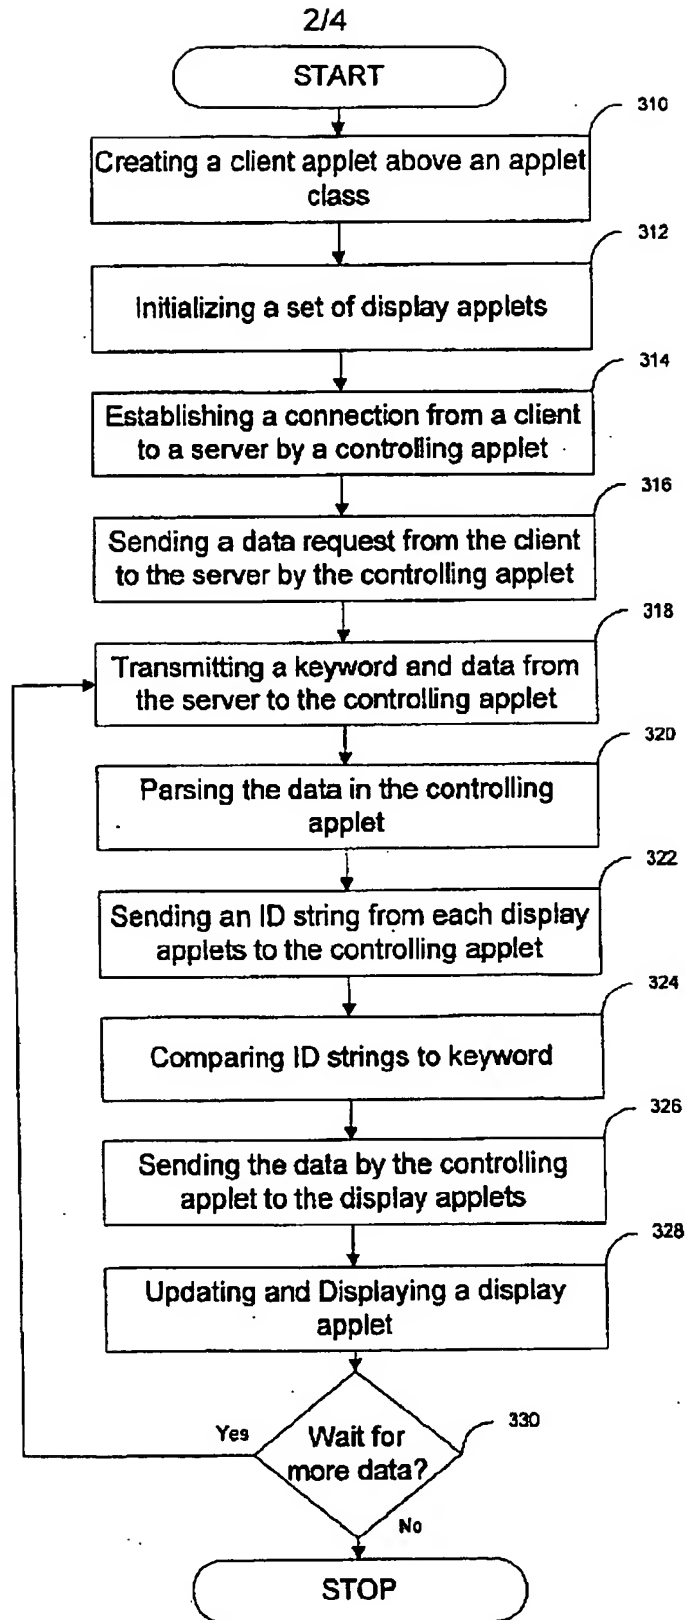 2/4
START
310
Creating a client applet above an applet
class
312
Initializing a set of display applets
314
Establishing a connection from a client
to a server by a controlling applet
316
Sending a data request from the client
to the server by the controlling applet
318
Transmitting a keyword and data from
the server to the controlling applet
320
Parsing the data in the controlling
applet
322
Sending an ID string from each display
applets to the controlling applet
324
Comparing ID strings to keyword
326
Sending the data by the controlling
applet to the display applets
328
Updating and Displaying a display
applet
330
Yes
Wait for
more data?
No
STOP